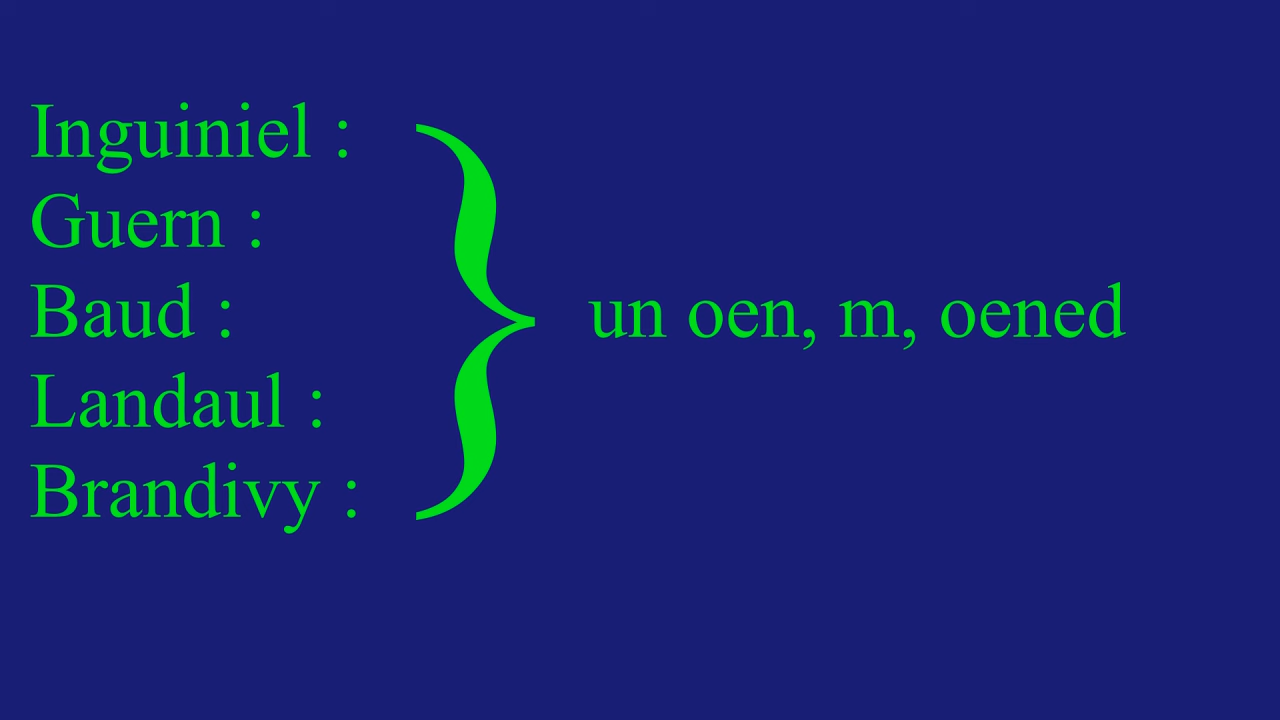 Inguiniel :
Guern :
Baud :
Landaul :
Brandivy :
un oen, m, oened